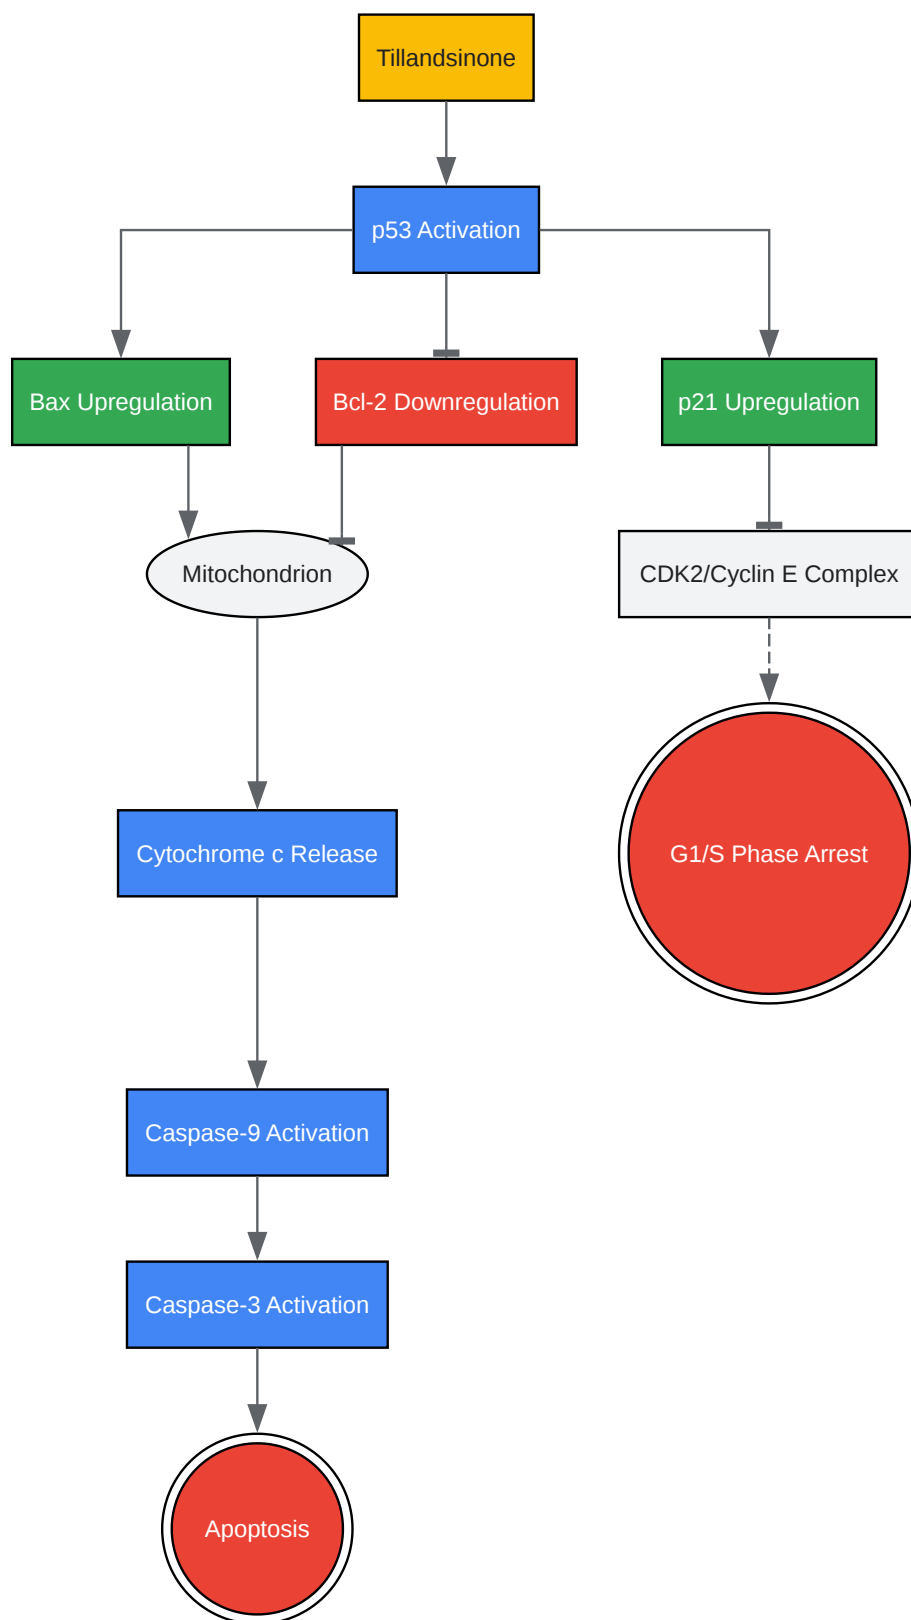 Tillandsinone
p53 Activation
Bax Upregulation
Bcl-2 Downregulation
p21 Upregulation
Mitochondrion
CDK2/Cyclin E Complex
Cytochrome c Release
G1/S Phase Arrest
Caspase-9 Activation
Caspase-3 Activation
Apoptosis